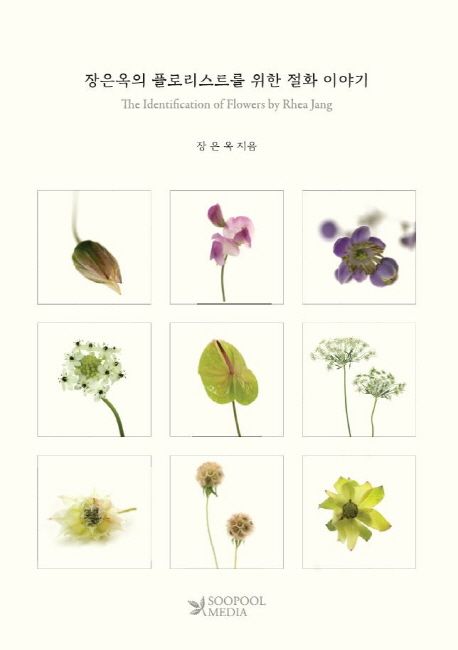 장은옥의 플로리스트를 위한 절화 이야기
The Identification of Flowers by Rhea Jang
장 은 옥 지음
SOOPOOL
MEDIA